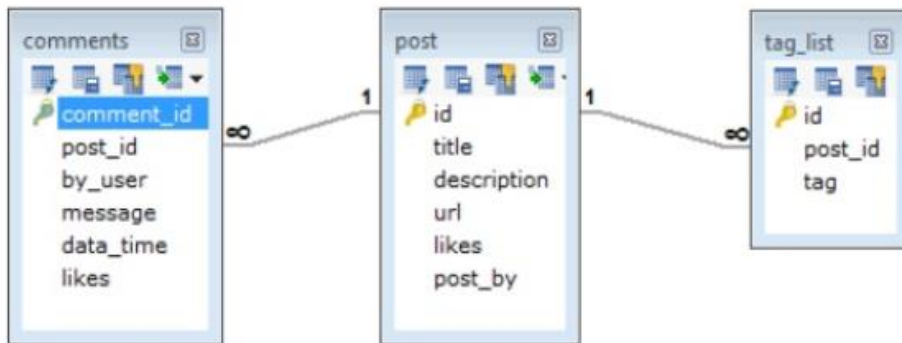 comments
comment_id
post_id
by_user
message
data_time
likes
∞
1
post
id
title
description
url
likes
post_by
1
∞
tag_list
id
post_id
tag